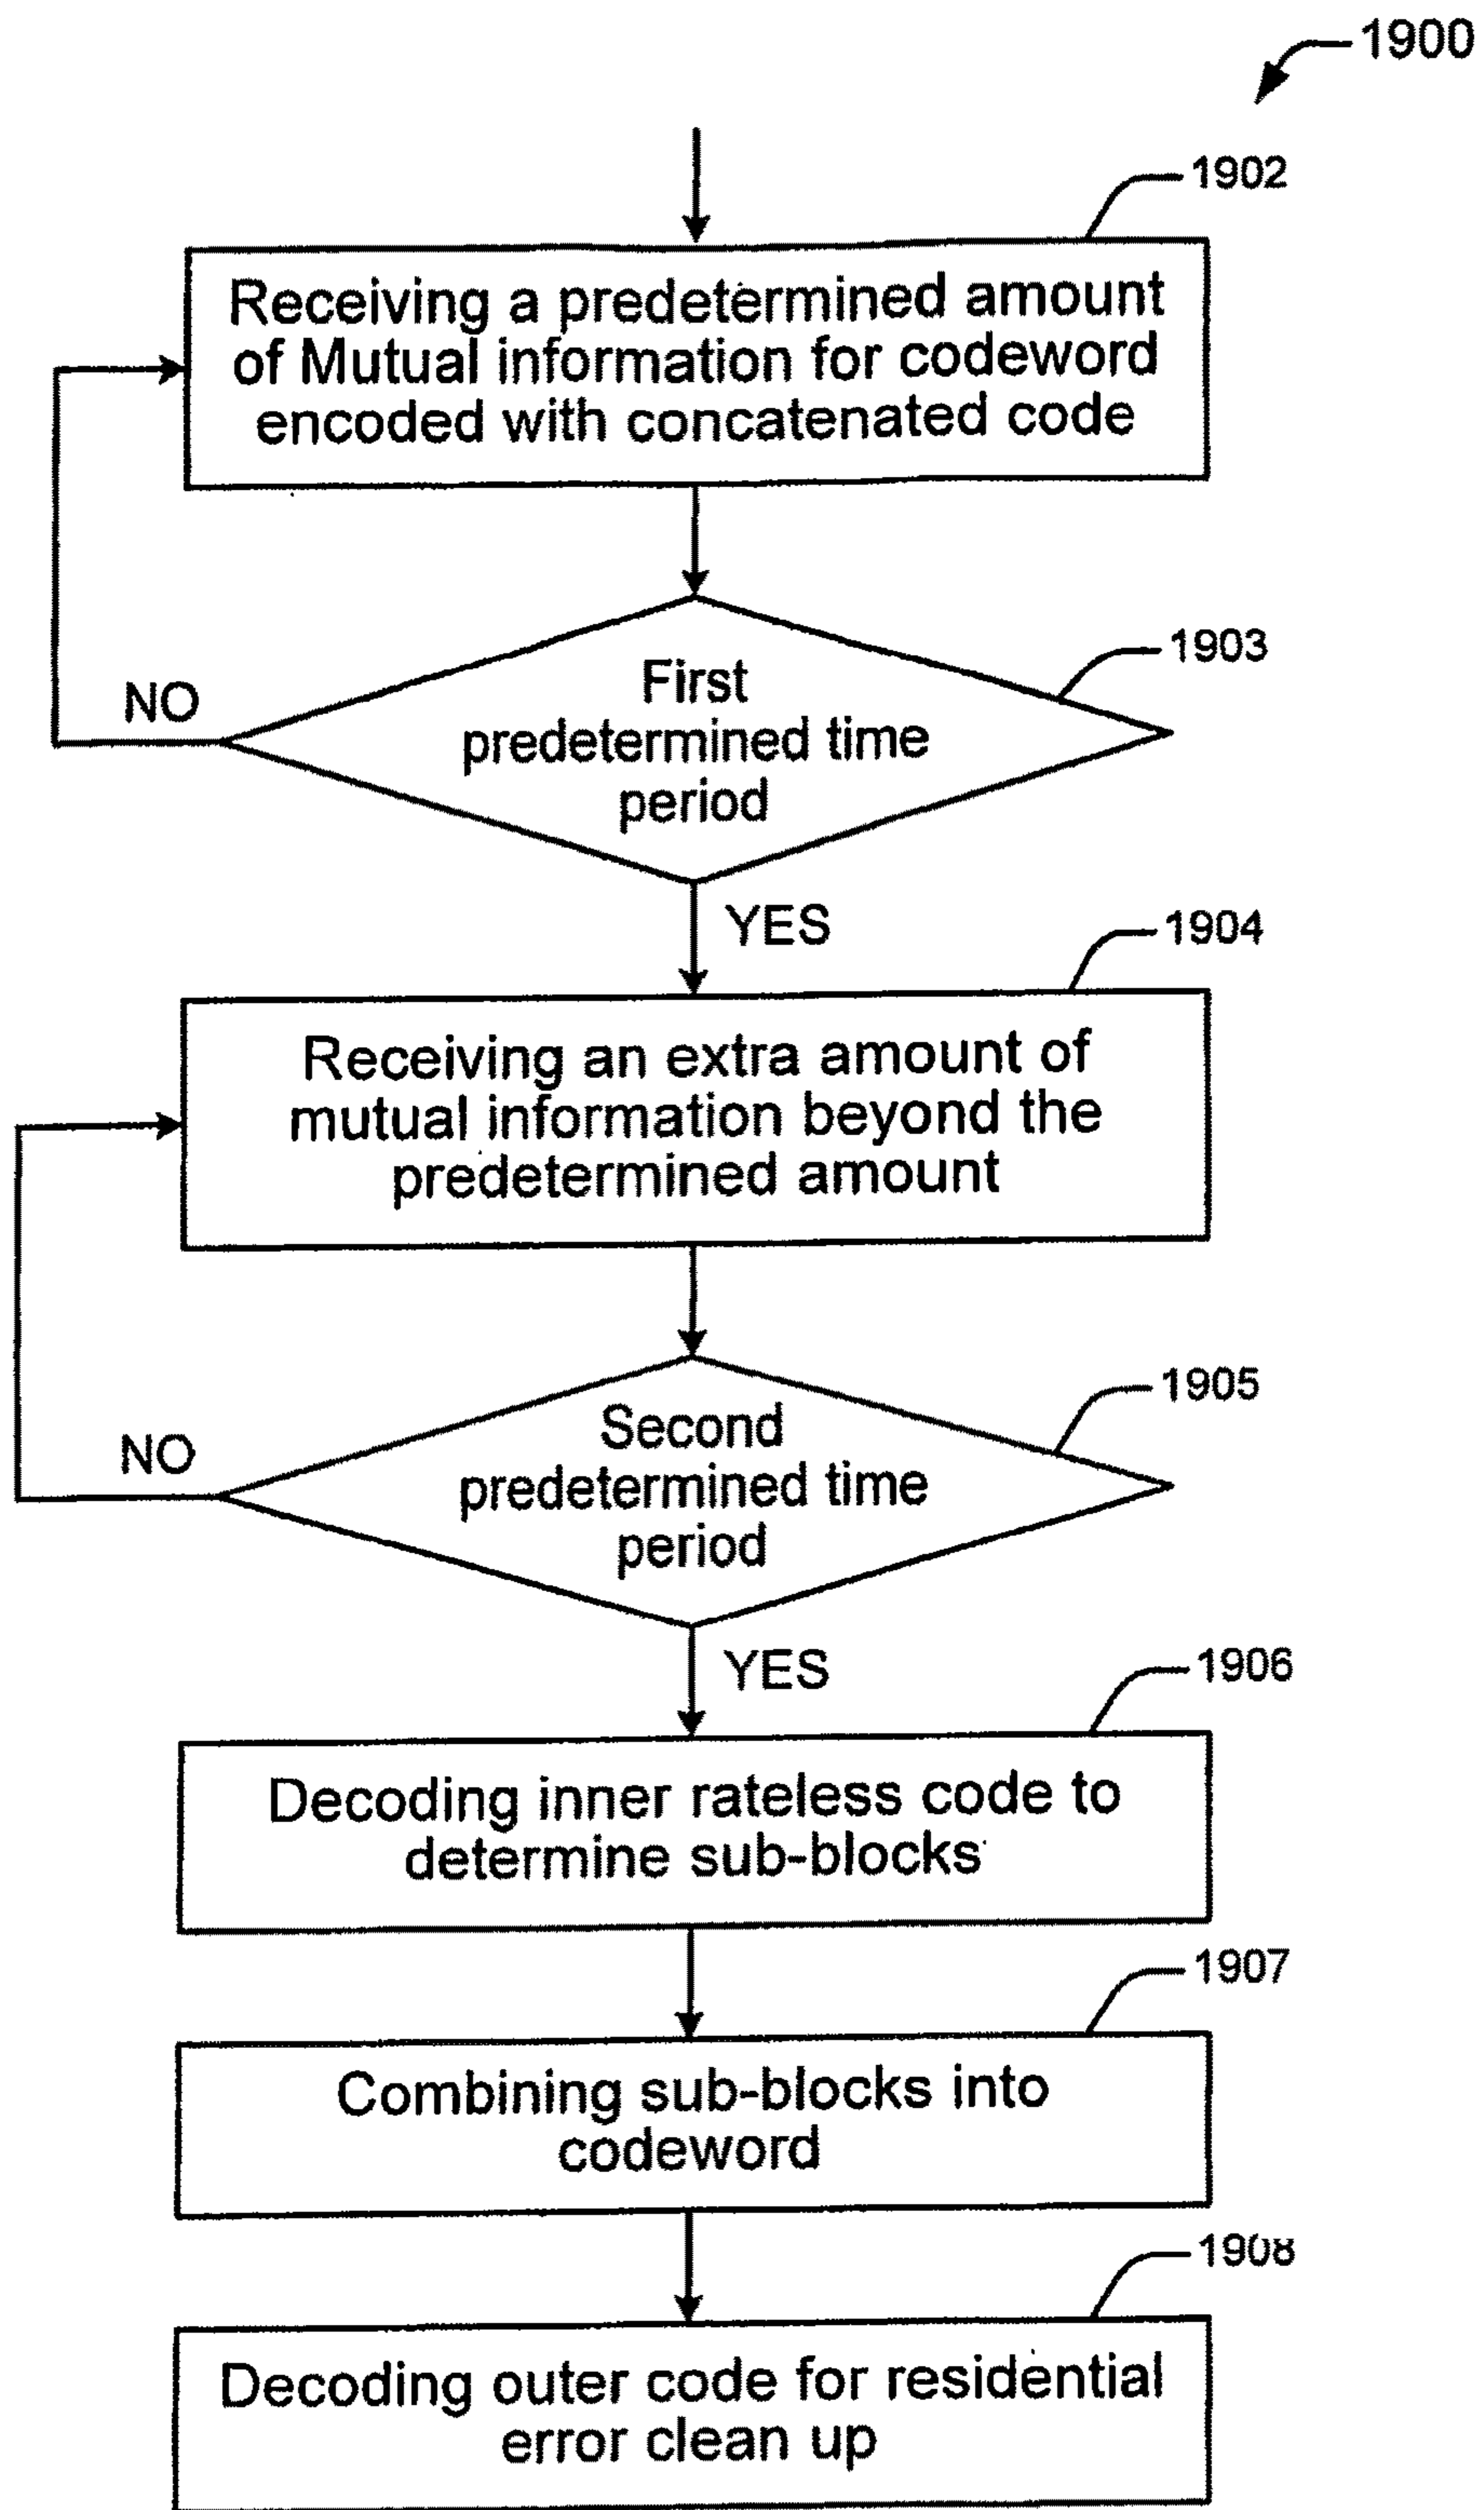 1900
1902
Receiving a predetermined amount
of Mutual information for codeword
encoded with concatenated code
1903
First
predetermined time
period
NO
YES
1904
Receiving an extra amount of
mutual information beyond the
predetermined amount
1905
Second
predetermined time
period
NO
YES
1906
Decoding inner rateless code to
determine sub-blocks
1907
Combining sub-blocks into
codeword
1908
Decoding outer code for residential
error clean up